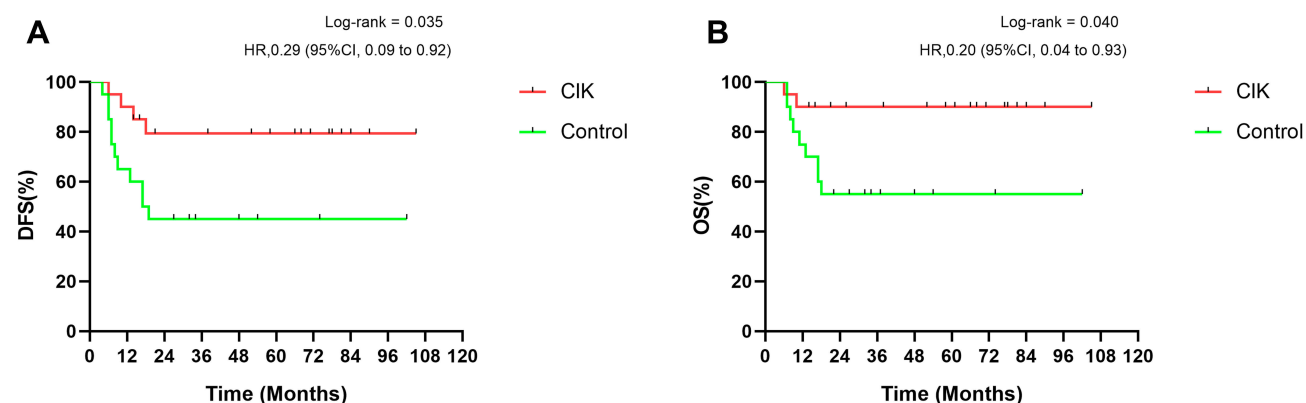 A
Log-rank = 0.035
HR,0.29 (95%CI, 0.09 to 0.92)
100
80
60
40
20
0
DFS(%)
0 12 24 36 48 60 72 84 96 108 120
Time (Months)
CIK
Control
B
Log-rank = 0.040
HR,0.20 (95%CI, 0.04 to 0.93)
100
80
60
40
20
0
OS(%)
0 12 24 36 48 60 72 84 96 108 120
Time (Months)
CIK
Control